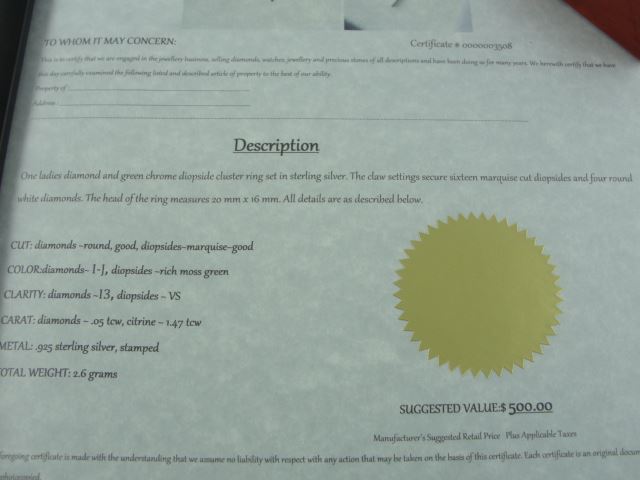 TO WHOM IT MAY CONCERN:
Certificate # 0000003508
This is to certify that we are engaged in the jewellery business, selling diamonds, watches, jewellery and precious stones of all descriptions and have been doing so for many years. We herewith certify that we have
this day carefully examined the following listed and described article of property to the best of our ability.
Property of
Address:
Description
One ladies diamond and green chrome diopside cluster ring set in sterling silver. The claw settings secure sixteen marquise cut diopsides and four round
white diamonds. The head of the ring measures 20 mm x 16 mm. All details are as described below.
CUT: diamonds -round, good, diopsides-marquise-good
COLOR:diamonds- I-J, diopsides -rich moss green
CLARITY: diamonds -I3, diopsides - VS
CARAT: diamonds - .05 tcw, citrine - 1.47 tcw
METAL: .925 sterling silver, stamped
OTAL WEIGHT: 2.6 grams
SUGGESTED VALUE:$ 500.00
Manufacturer's Suggested Retail Price Plus Applicable Taxes
foregoing certificate is made with the understanding that we assume no liability with respect with any action that may be taken on the basis of this certificate. Each certificate is an original docum
photocopied.